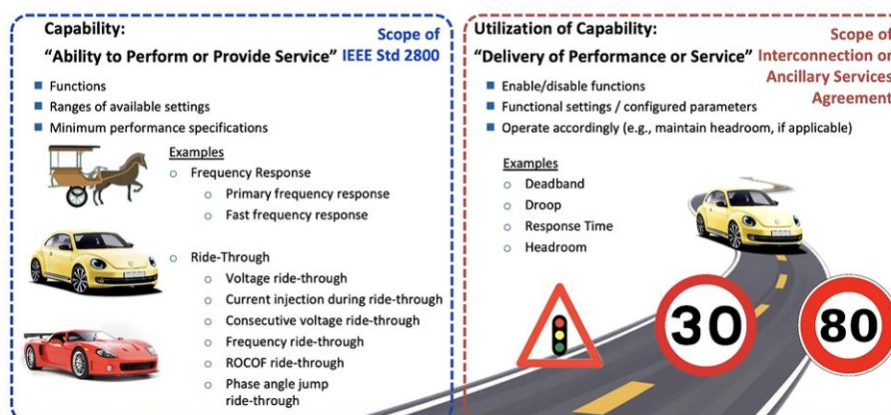 Capability:
Scope of
"Ability to Perform or Provide Service" IEEE Std 2800
Functions
Ranges of available settings
Minimum performance specifications
Examples
Frequency Response
Primary frequency response
Fast frequency response
Ride-Through
Voltage ride-through
Current injection during ride-through
Consecutive voltage ride-through
Frequency ride-through
ROCOF ride-through
Phase angle jump
ride-through
Utilization of Capability:
Scope of
"Delivery of Performance or Service" Interconnection or
Ancillary Services
Agreement
Enable/disable functions
Functional settings / configured parameters
Operate accordingly (e.g., maintain headroom, if applicable)
Examples
Deadband
Droop
Response Time
Headroom
30
80